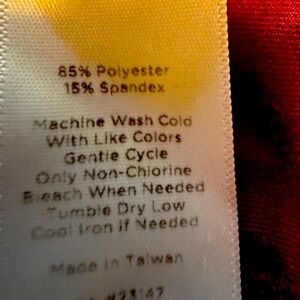 85% Polyester
15% Spandex
Machine Wash Cold
With Like Colors
Gentle Cycle
Only Non-Chlorine
Bleach When Needed
Tumble Dry Low
Cool Iron if Needed
Made in Taiwan
#23147